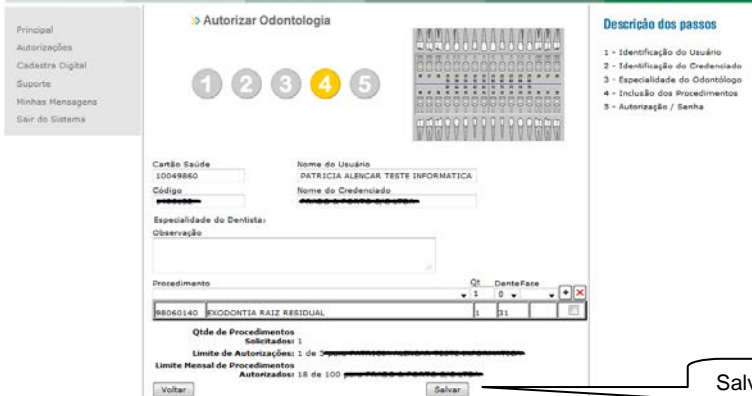 Principal
Autorizações
Cadastra Digital
Suporte
Minhas Mensagens
Sair do Sistema
Autorizar Odontologia
1 2 3 4 5
Descrição dos passos
1 - Identificação do Usuário
2 - Identificação do Credenciado
3 - Especialidade do Odontólogo
4 - Inclusão dos Procedimentos
5 - Autorização / Senha
Cartão Saúde Nome do Usuário
10049860 PATRICIA ALENCAR TESTE INFORMATICA
Código Nome do Credenciado
Especialidade do Dentista:
Observação
Procedimento Qt Dente Face
1 0
98060140 EXODONTIA RAIZ RESIDUAL 1 31
Qtde de Procedimentos
Solicitados: 1
Limite de Autorizações: 1 de 5
Limite Mensal de Procedimentos
Autorizados: 18 de 100
Voltar Salvar
Salv